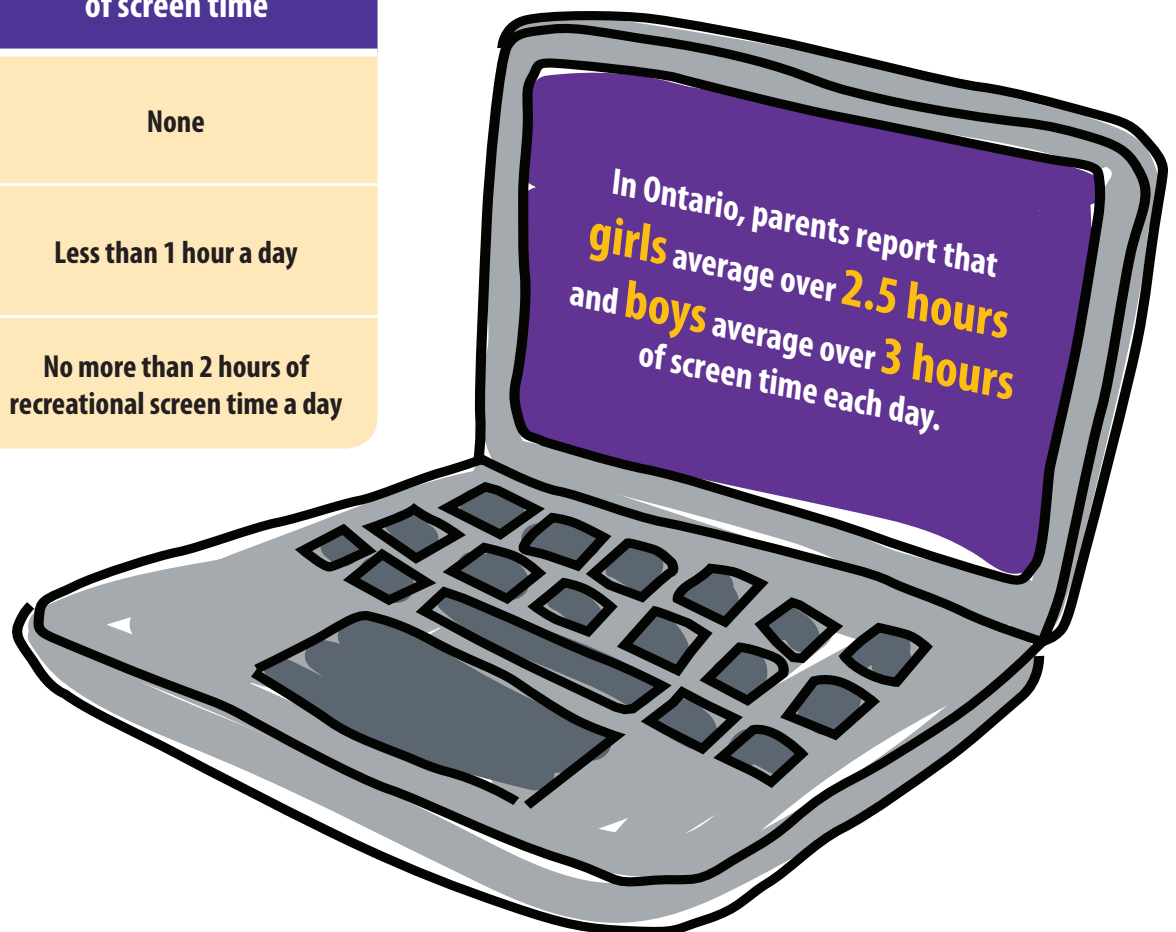 of screen time
None
Less than 1 hour a day
No more than 2 hours of
recreational screen time a day
In Ontario, parents report that
girls average over 2.5 hours
and boys average over 3 hours
of screen time each day.